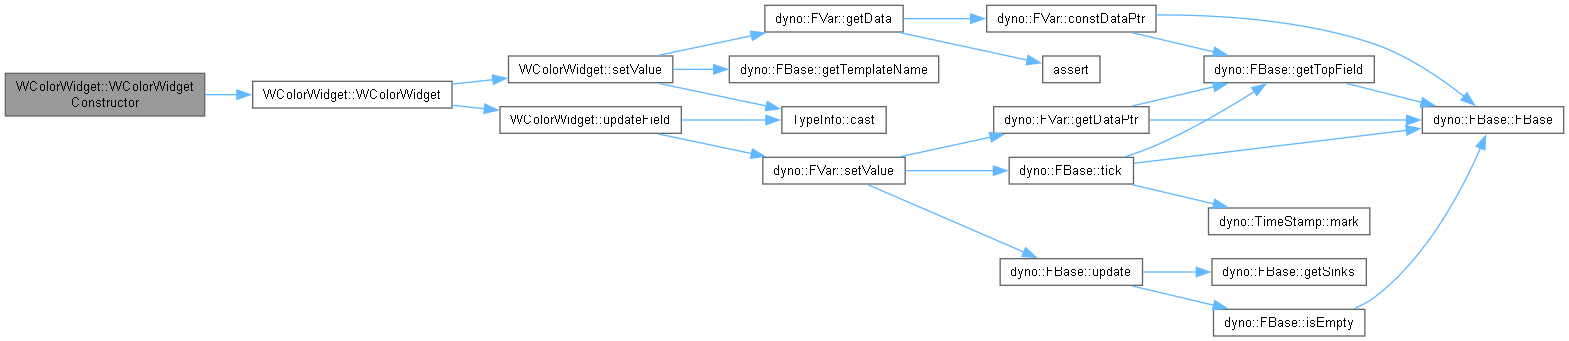 WColorWidget::WColorWidget
Constructor
WColorWidget::WColorWidget
WColorWidget::setValue
WColorWidget::updateField
dyno::FVar::getData
dyno::FBase::getTemplateName
TypeInfo::cast
dyno::FVar::setValue
dyno::FVar::constDataPtr
assert
dyno::FVar::getDataPtr
dyno::FBase::tick
dyno::FBase::update
dyno::FBase::getTopField
dyno::TimeStamp::mark
dyno::FBase::getSinks
dyno::FBase::isEmpty
dyno::FBase::FBase